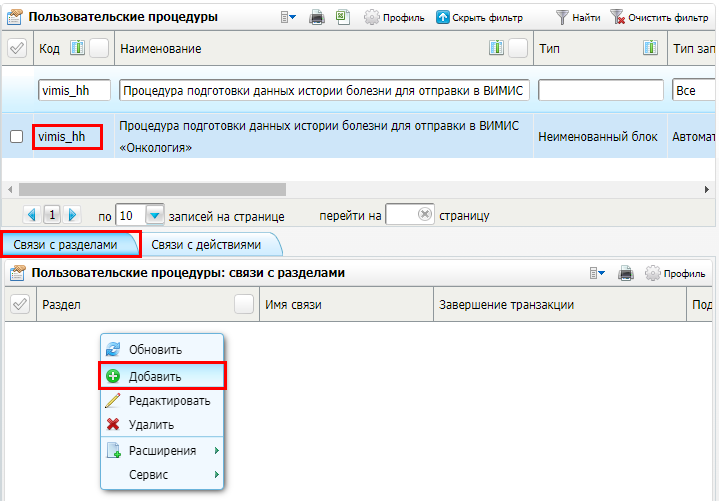 Пользовательские процедуры Профиль Скрыть фильтр Найти Очистить фильтр
Код Наименование Тип Тип зап
vimis_hh Процедура подготовки данных истории болезни для отправки в ВИМИС Все
vimis_hh Процедура подготовки данных истории болезни для отправки в ВИМИС «Онкология» Неименованный блок Автомат
1 по 10 записей на странице перейти на страницу
Связи с разделами Связи с действиями
Пользовательские процедуры: связи с разделами Профиль
Раздел Имя связи Завершение транзакции Под
Обновить
Добавить
Редактировать
Удалить
Расширения
Сервис